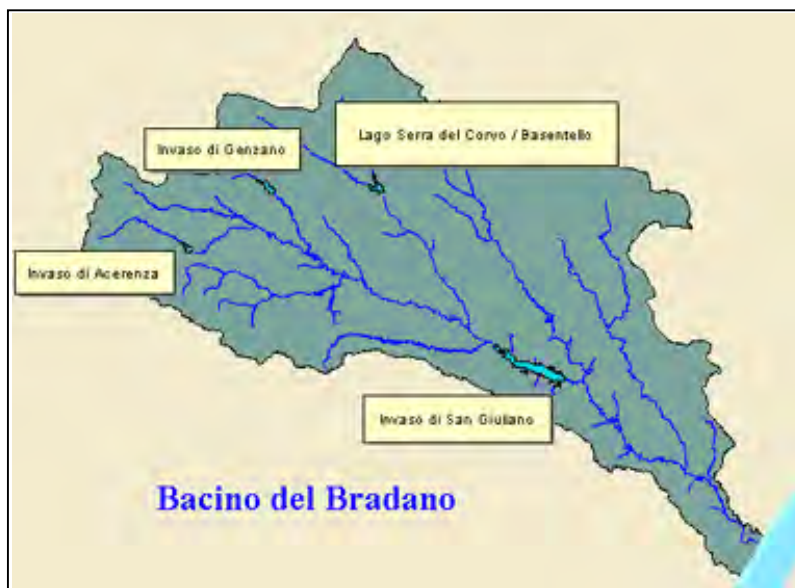 Lago Serra del Corvo / Basentello
Invaso di Genzano
Invaso di Acerenza
Invaso di San Giuliano
Bacino del Bradano